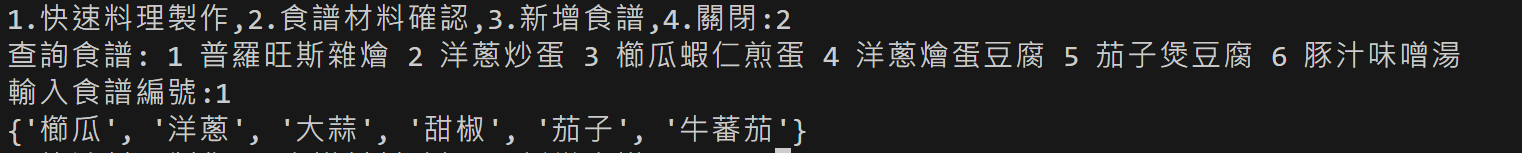 1.快速料理製作,2.食譜材料確認,3.新增食譜,4.關閉:2
查詢食譜: 1 普羅旺斯雜燴 2 洋蔥炒蛋 3 櫛瓜蝦仁煎蛋 4 洋蔥燴蛋豆腐 5 茄子煲豆腐 6 豚汁味噌湯
輸入食譜編號:1
{'櫛瓜', '洋蔥', '大蒜', '甜椒', '茄子', '牛蕃茄'}